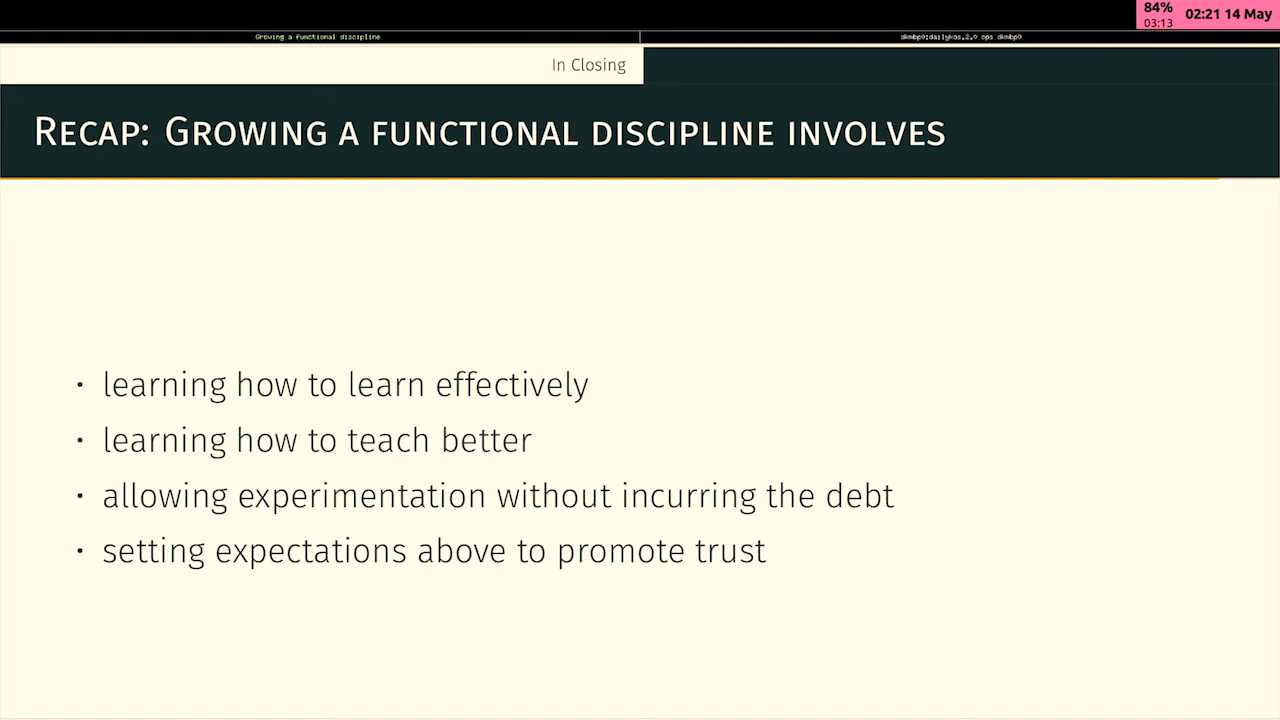 84%
03:13
02:21 14 May
Growing a functional discipline
In Closing
Recap: Growing a functional discipline involves
• learning how to learn effectively
• learning how to teach better
• allowing experimentation without incurring the debt
• setting expectations above to promote trust